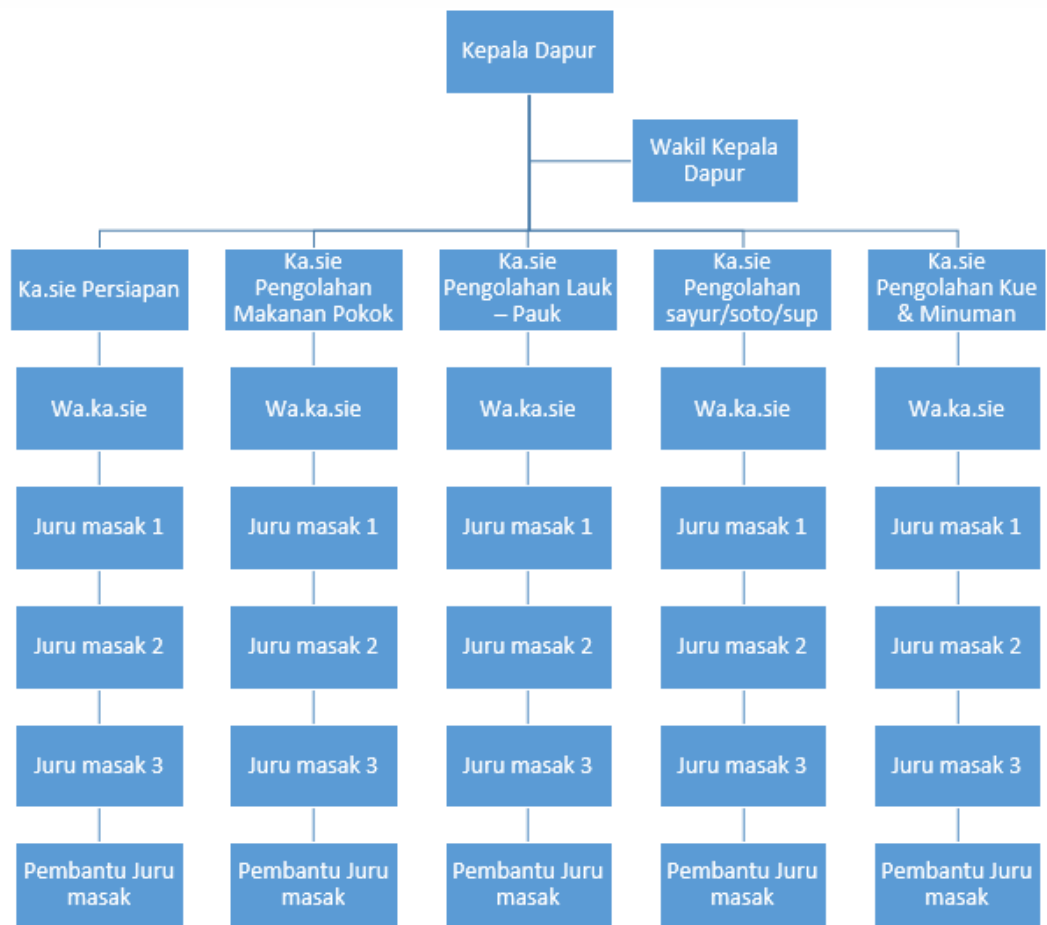 Kepala Dapur
Wakil Kepala
Dapur
Ka.sie Persiapan
Ka.sie
Pengolahan
Makanan Pokok
Ka.sie
Pengolahan Lauk
– Pauk
Ka.sie
Pengolahan
sayur/soto/sup
Ka.sie
Pengolahan Kue
& Minuman
Wa.ka.sie
Wa.ka.sie
Wa.ka.sie
Wa.ka.sie
Wa.ka.sie
Juru masak 1
Juru masak 1
Juru masak 1
Juru masak 1
Juru masak 1
Juru masak 2
Juru masak 2
Juru masak 2
Juru masak 2
Juru masak 2
Juru masak 3
Juru masak 3
Juru masak 3
Juru masak 3
Juru masak 3
Pembantu Juru
masak
Pembantu Juru
masak
Pembantu Juru
masak
Pembantu Juru
masak
Pembantu Juru
masak